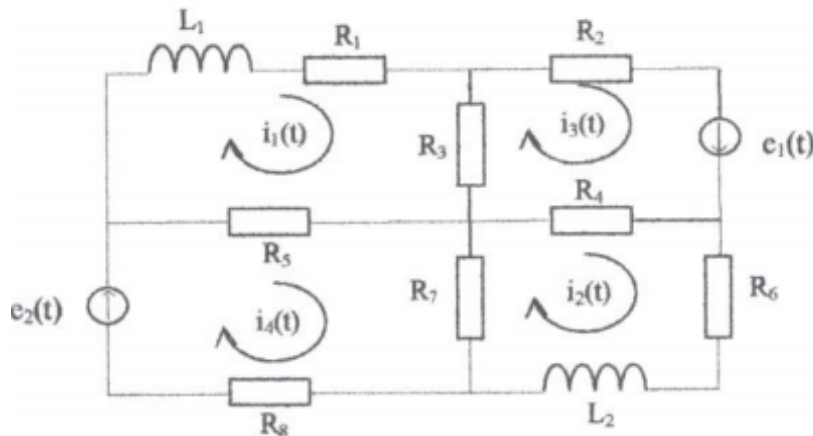 L₁
R₁
R₂
i₁(t)
R₃
i₃(t)
e₁(t)
R₄
R₅
e₂(t)
i₄(t)
R₇
i₂(t)
R₆
R₈
L₂